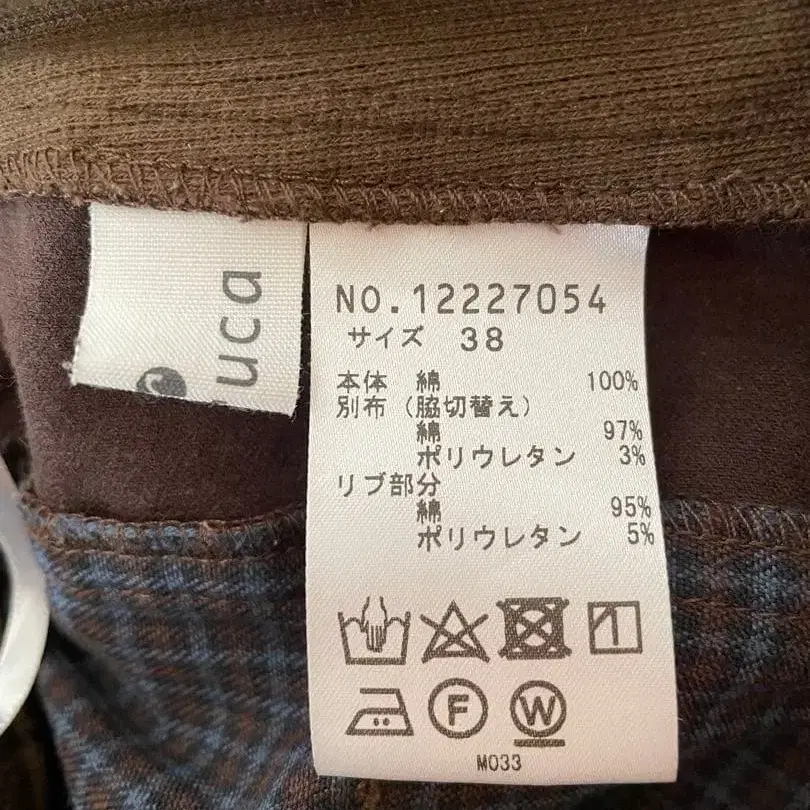 uca
NO.12227054
サイズ 38
本体 綿 100%
別布（脇切替え）
綿 97%
ポリウレタン 3%
リブ部分
綿 95%
ポリウレタン 5%
F W
M033